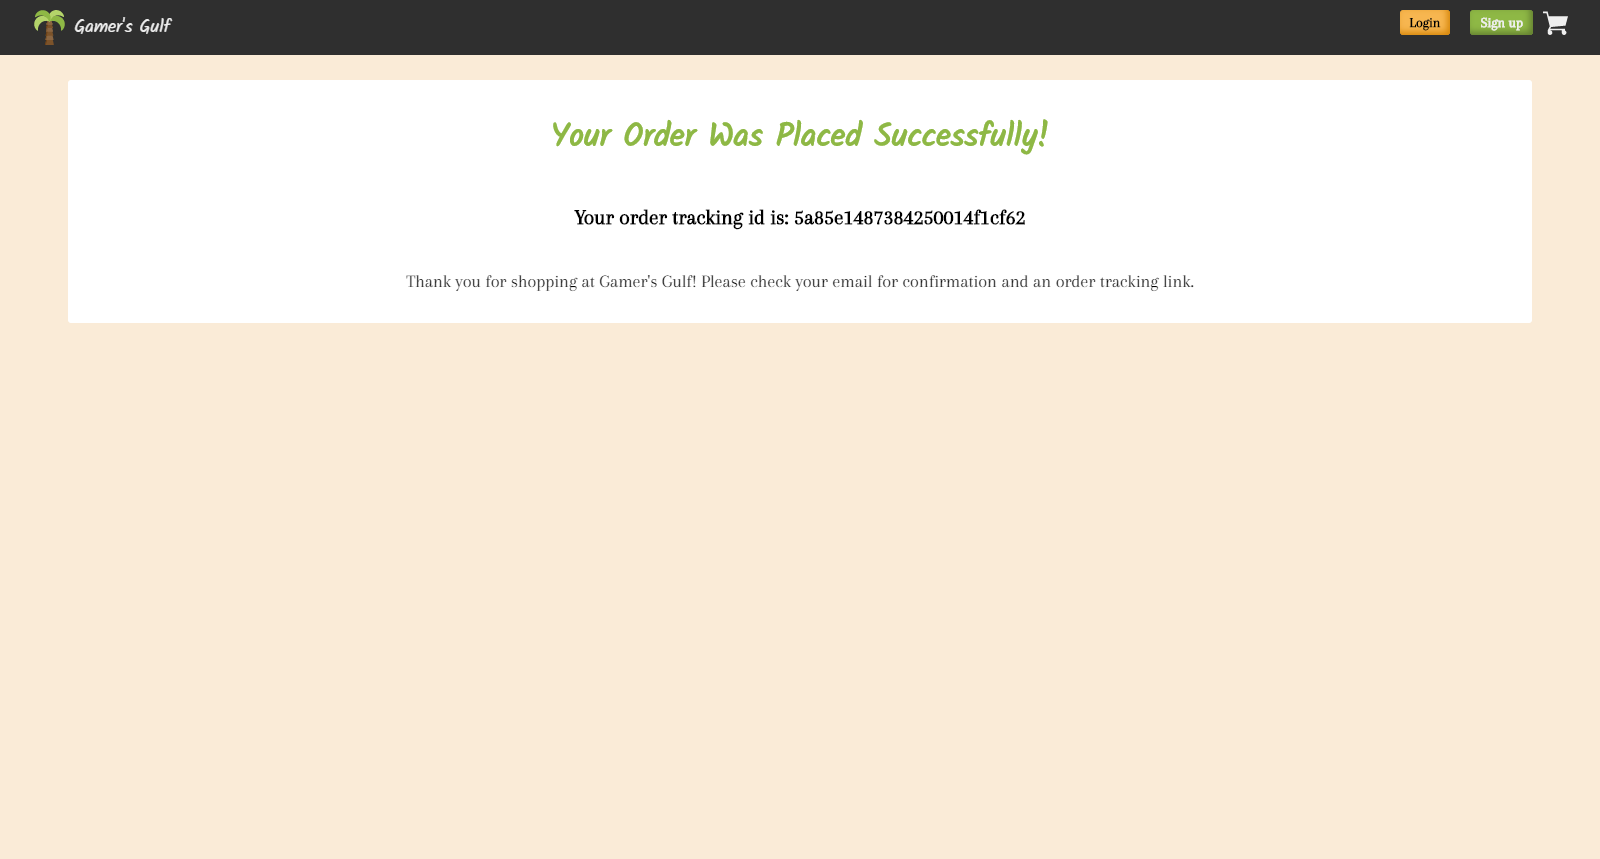 Gamer's Gulf
Login
Sign up
Your Order Was Placed Successfully!
Your order tracking id is: 5a85e1487384250014f1cf62
Thank you for shopping at Gamer's Gulf! Please check your email for confirmation and an order tracking link.